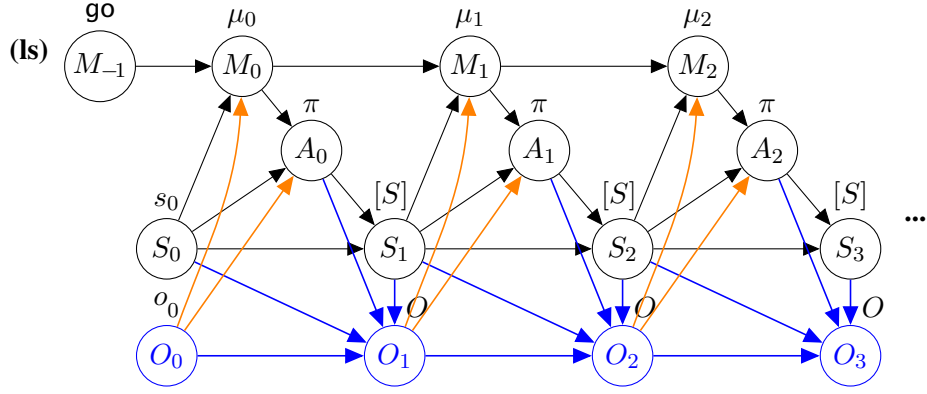 go μ₀ μ₁ μ₂
(ls) M₋₁ M₀ M₁ M₂
π π π
A₀ A₁ A₂
s₀ [S] [S] [S]
S₀ S₁ S₂ S₃ ...
o₀ O O O
O₀ O₁ O₂ O₃